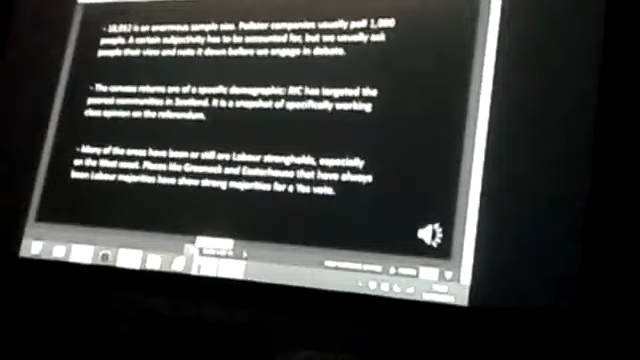 - 18,012 is an enormous sample size. Pollster companies usually poll 1,000
people. A certain subjectivity has to be accounted for, but we usually ask
people their view and note it down before we engage in debate.
- The canvass returns are of a specific demographic: RIC has targeted the
poorest communities in Scotland. It is a snapshot of specifically working
class opinion on the referendum.
- Many of the areas have been or still are Labour strongholds, especially
on the West coast. Places like Greenock and Easterhouse that have always
been Labour majorities have show strong majorities for a Yes vote.